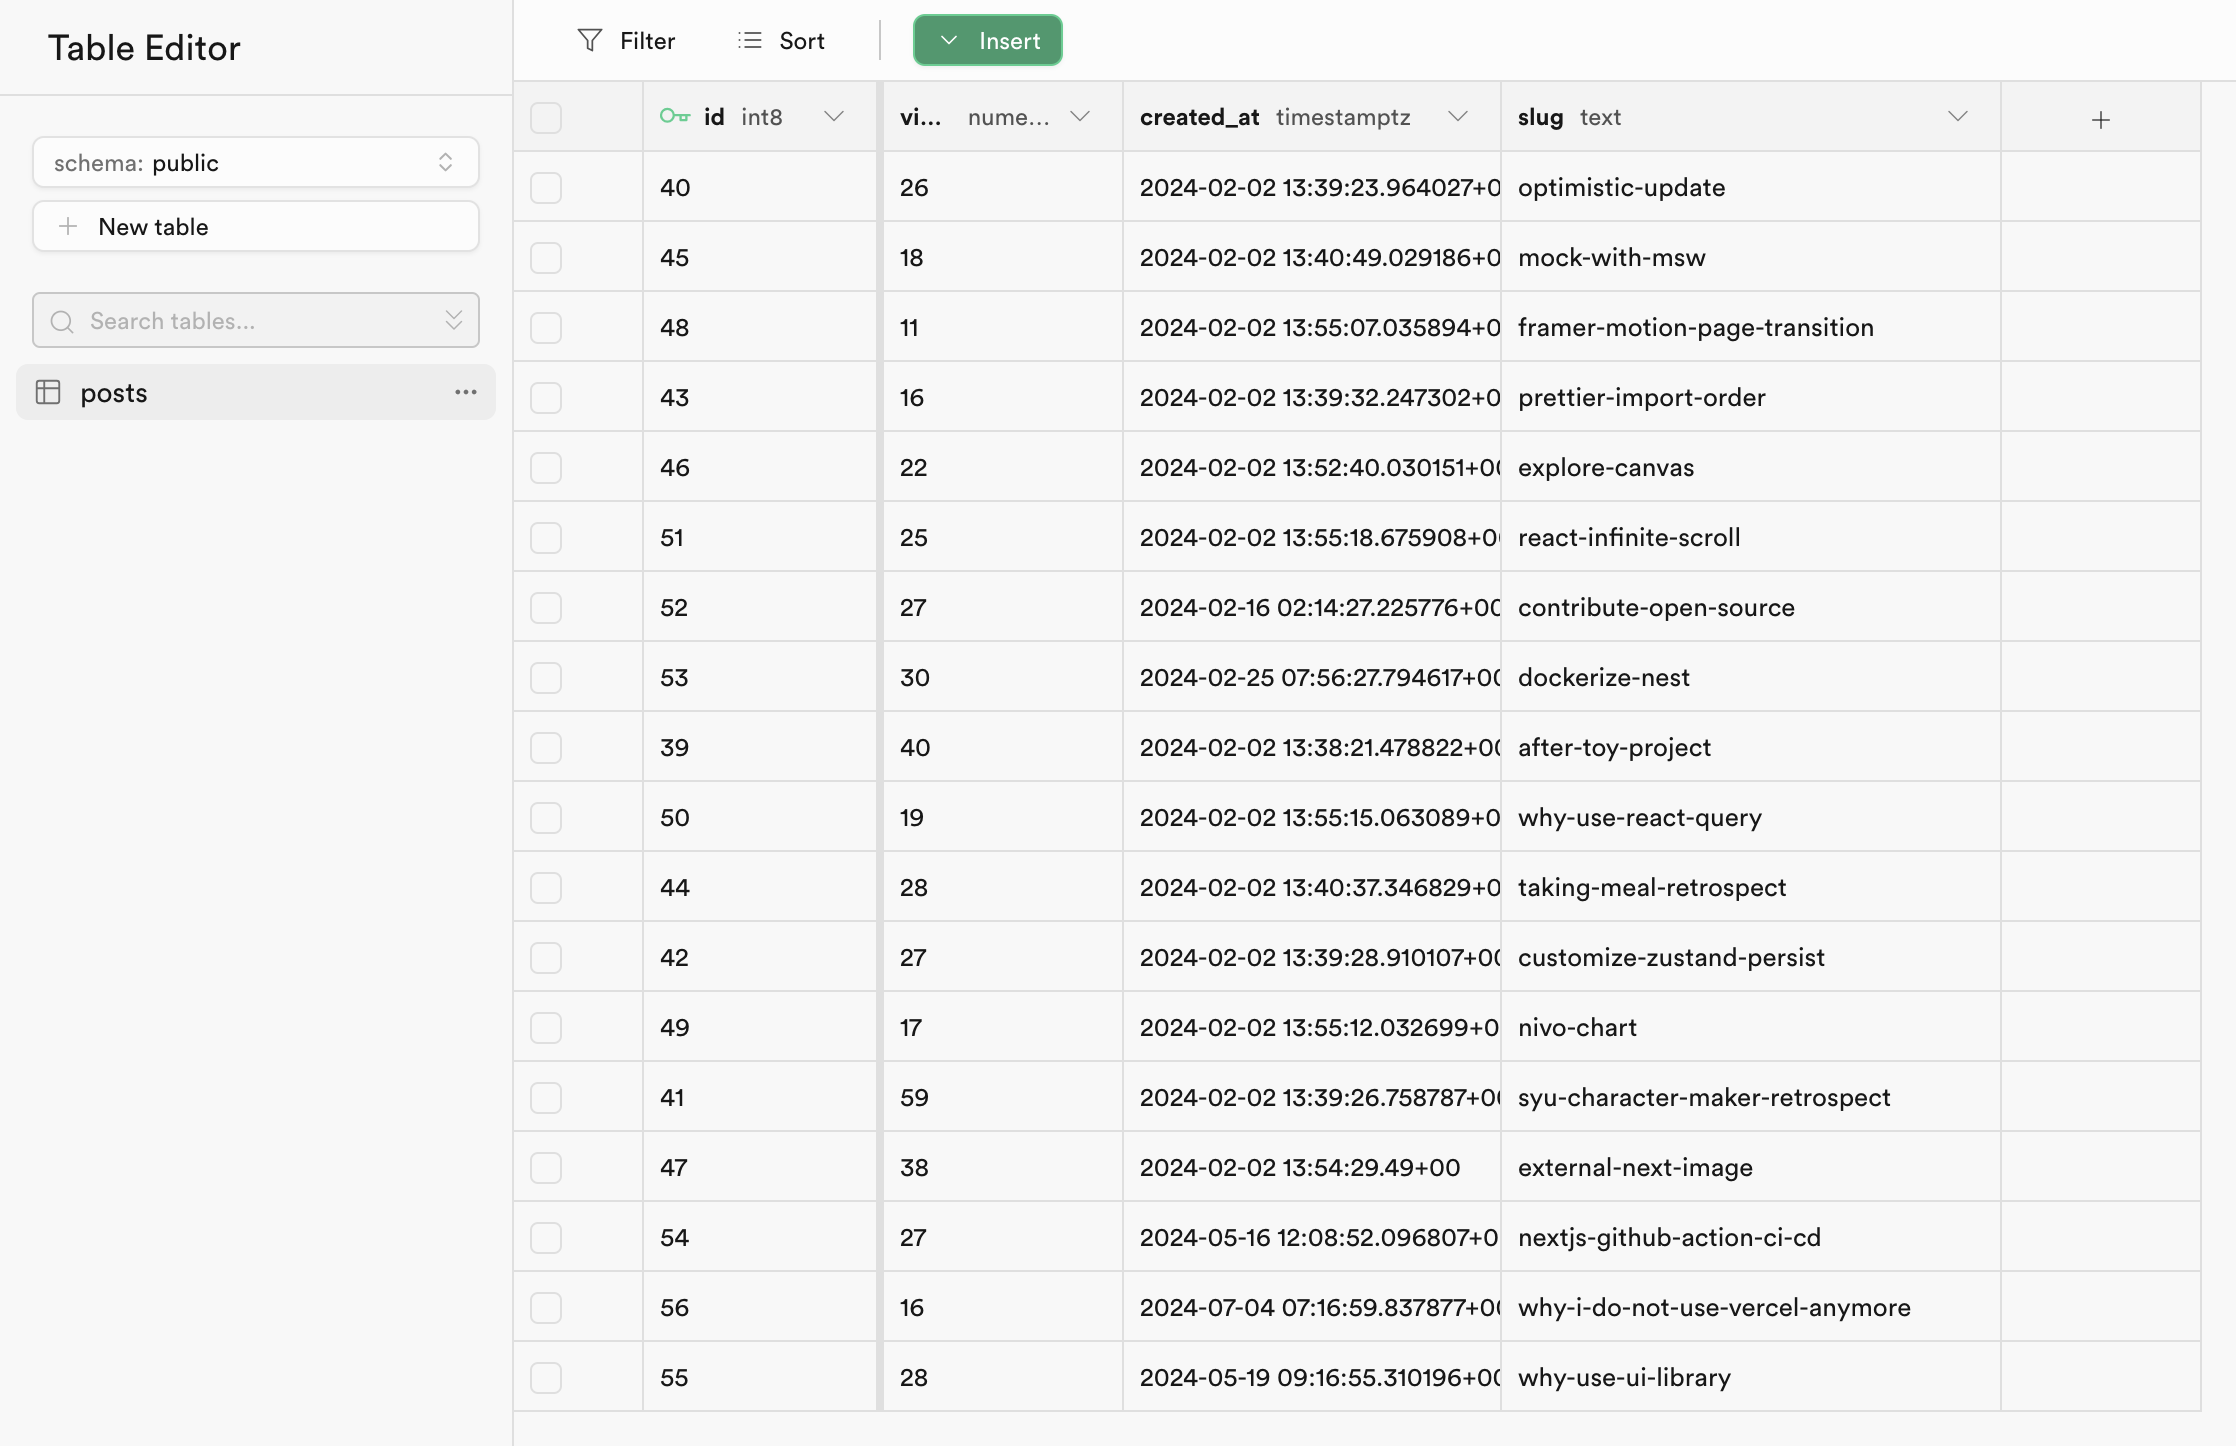 Table Editor
Filter Sort Insert
schema: public
New table
Search tables...
posts
id int8 vi... nume... created_at timestamptz slug text
40 26 2024-02-02 13:39:23.964027+0 optimistic-update
45 18 2024-02-02 13:40:49.029186+0 mock-with-msw
48 11 2024-02-02 13:55:07.035894+0 framer-motion-page-transition
43 16 2024-02-02 13:39:32.247302+0 prettier-import-order
46 22 2024-02-02 13:52:40.030151+00 explore-canvas
51 25 2024-02-02 13:55:18.675908+00 react-infinite-scroll
52 27 2024-02-16 02:14:27.225776+00 contribute-open-source
53 30 2024-02-25 07:56:27.794617+00 dockerize-nest
39 40 2024-02-02 13:38:21.478822+00 after-toy-project
50 19 2024-02-02 13:55:15.063089+0 why-use-react-query
44 28 2024-02-02 13:40:37.346829+0 taking-meal-retrospect
42 27 2024-02-02 13:39:28.910107+00 customize-zustand-persist
49 17 2024-02-02 13:55:12.032699+0 nivo-chart
41 59 2024-02-02 13:39:26.758787+00 syu-character-maker-retrospect
47 38 2024-02-02 13:54:29.49+00 external-next-image
54 27 2024-05-16 12:08:52.096807+0 nextjs-github-action-ci-cd
56 16 2024-07-04 07:16:59.837877+00 why-i-do-not-use-vercel-anymore
55 28 2024-05-19 09:16:55.310196+00 why-use-ui-library